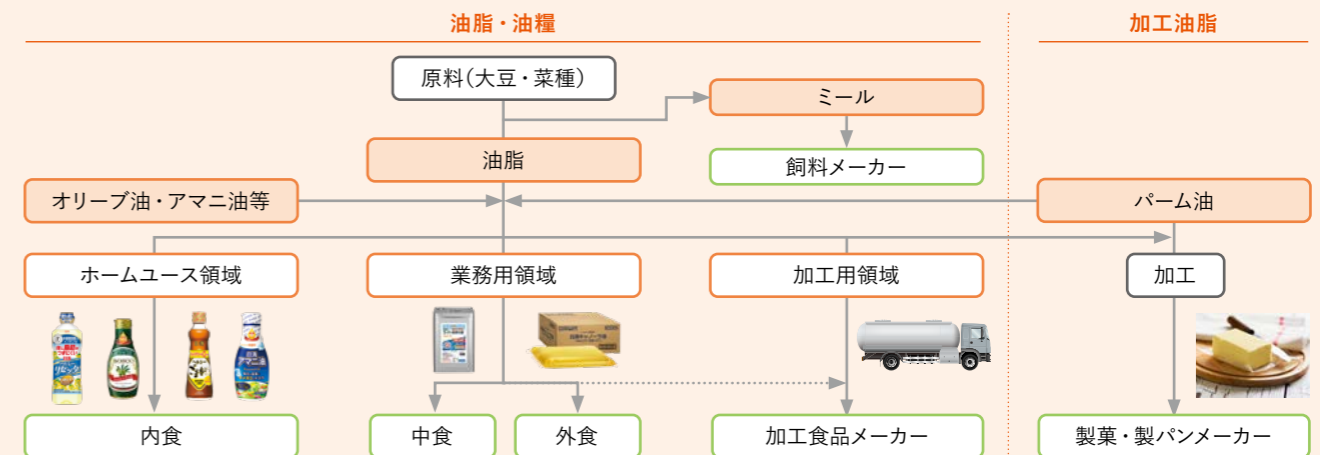 油脂・油糧
加工油脂
原料(大豆・菜種)
ミール
油脂
飼料メーカー
オリーブ油・アマニ油等
パーム油
ホームユース領域
業務用領域
加工用領域
加工
内食
中食
外食
加工食品メーカー
製菓・製パンメーカー